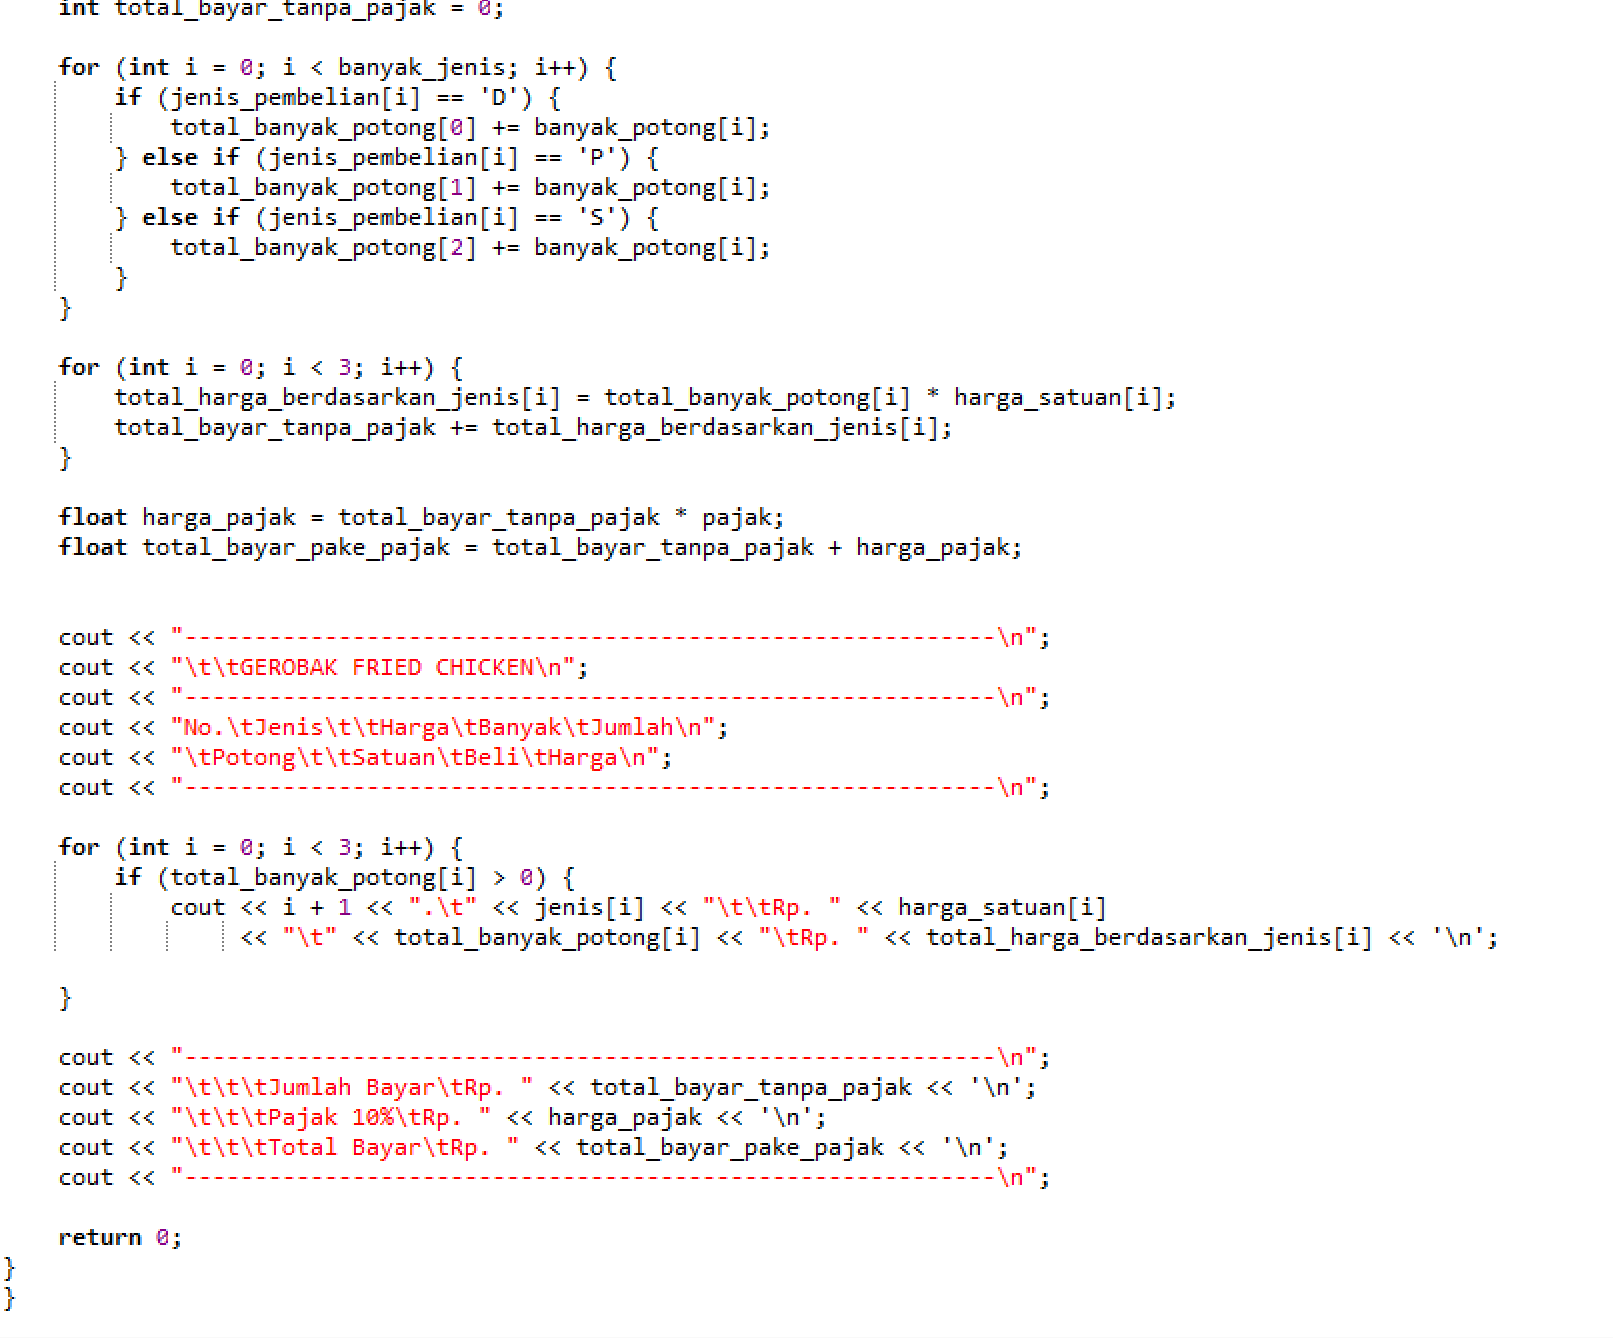 int total_bayar_tanpa_pajak = 0;
for (int i = 0; i < banyak_jenis; i++) {
if (jenis_pembelian[i] == 'D') {
total_banyak_potong[0] += banyak_potong[i];
} else if (jenis_pembelian[i] == 'P') {
total_banyak_potong[1] += banyak_potong[i];
} else if (jenis_pembelian[i] == 'S') {
total_banyak_potong[2] += banyak_potong[i];
}
}
for (int i = 0; i < 3; i++) {
total_harga_berdasarkan_jenis[i] = total_banyak_potong[i] * harga_satuan[i];
total_bayar_tanpa_pajak += total_harga_berdasarkan_jenis[i];
}
float harga_pajak = total_bayar_tanpa_pajak * pajak;
float total_bayar_pake_pajak = total_bayar_tanpa_pajak + harga_pajak;
cout << "----------------------------------------------------------\n";
cout << "\t\tGEROBAK FRIED CHICKEN\n";
cout << "----------------------------------------------------------\n";
cout << "No.\tJenis\t\tHarga\tBanyak\tJumlah\n";
cout << "\tPotong\t\tSatuan\tBeli\tHarga\n";
cout << "----------------------------------------------------------\n";
for (int i = 0; i < 3; i++) {
if (total_banyak_potong[i] > 0) {
cout << i + 1 << ".\t" << jenis[i] << "\t\tRp. " << harga_satuan[i]
<< "\t" << total_banyak_potong[i] << "\tRp. " << total_harga_berdasarkan_jenis[i] << '\n';
}
cout << "----------------------------------------------------------\n";
cout << "\t\t\tJumlah Bayar\tRp. " << total_bayar_tanpa_pajak << '\n';
cout << "\t\t\tPajak 10%\tRp. " << harga_pajak << '\n';
cout << "\t\t\tTotal Bayar\tRp. " << total_bayar_pake_pajak << '\n';
cout << "----------------------------------------------------------\n";
return 0;
}
}